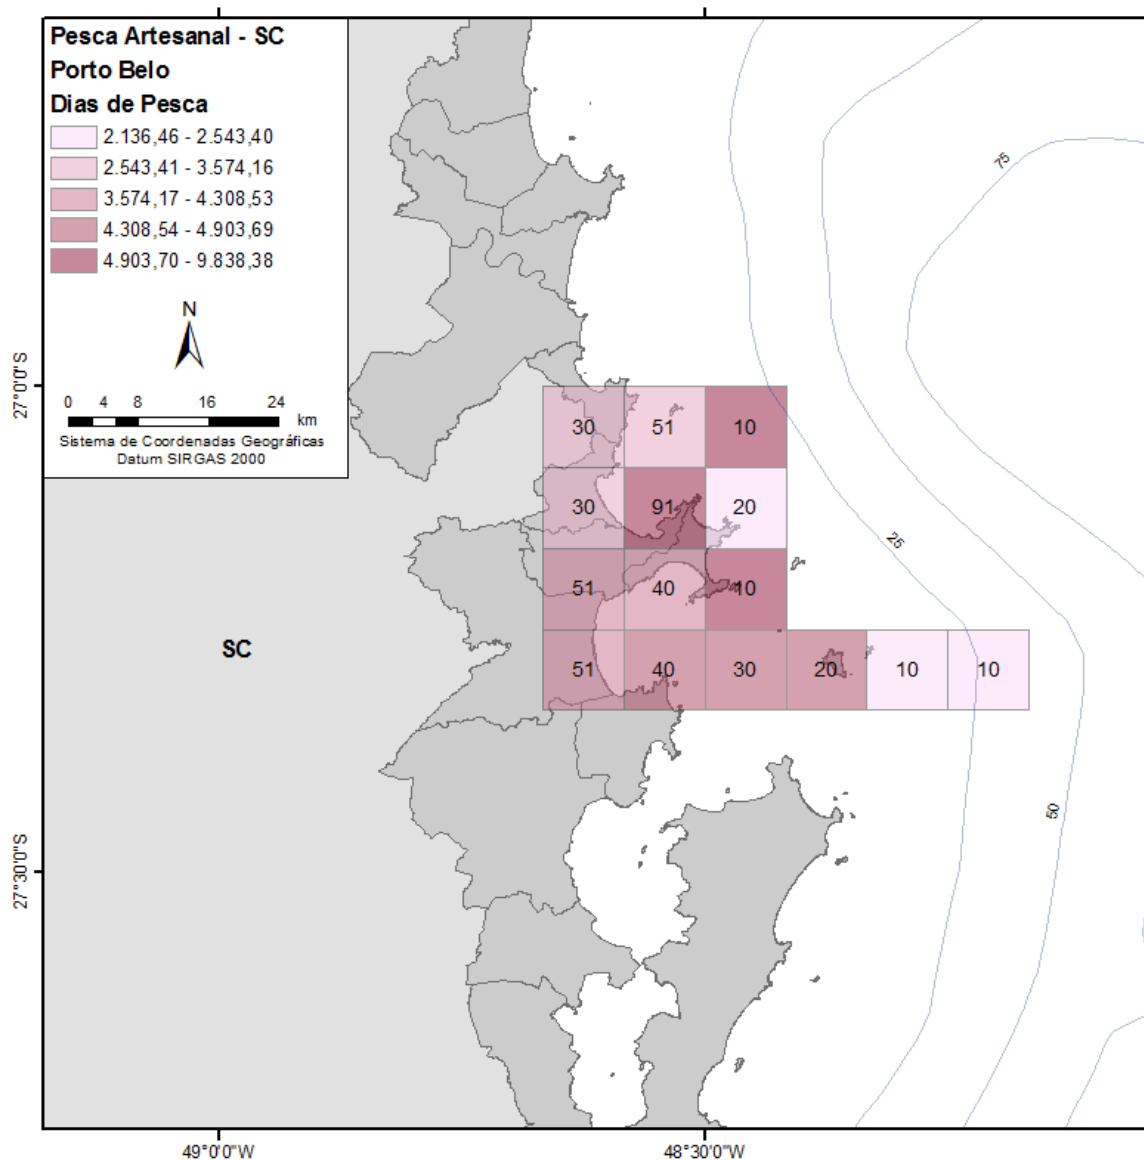 Pesca Artesanal - SC
Porto Belo
Dias de Pesca
2.136,46 - 2.543,40
2.543,41 - 3.574,16
3.574,17 - 4.308,53
4.308,54 - 4.903,69
4.903,70 - 9.838,38
N
0 4 8 16 24
km
Sistema de Coordenadas Geográficas
Datum SIRGAS 2000
75
27°0'0"S
30 51 10
30 91 20
25
51 40 10
SC
51 40 30 20 10 10
50
27°30'0"S
49°0'0"W 48°30'0"W